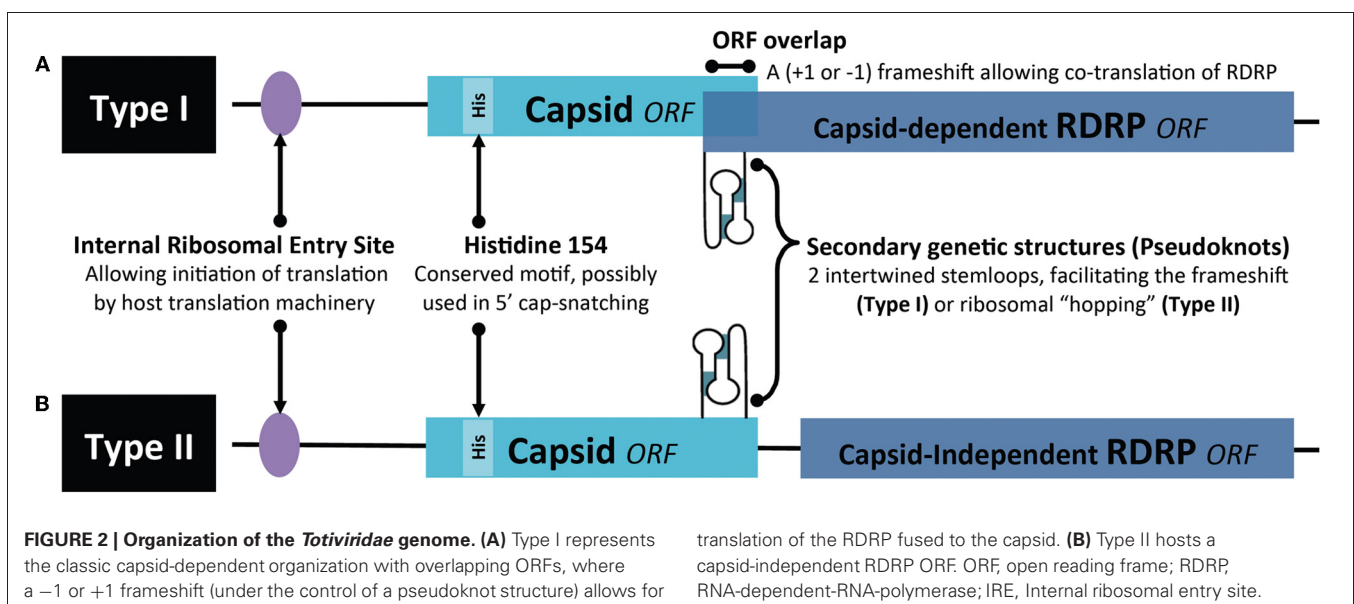 A
Type I
His
Capsid ORF
ORF overlap
A (+1 or -1) frameshift allowing co-translation of RDRP
Capsid-dependent RDRP ORF
Internal Ribosomal Entry Site
Allowing initiation of translation
by host translation machinery
Histidine 154
Conserved motif, possibly
used in 5’ cap-snatching
Secondary genetic structures (Pseudoknots)
2 intertwined stemloops, facilitating the frameshift
(Type I) or ribosomal “hopping” (Type II)
B
Type II
His
Capsid ORF
Capsid-Independent RDRP ORF
FIGURE 2 | Organization of the Totiviridae genome. (A) Type I represents
the classic capsid-dependent organization with overlapping ORFs, where
a −1 or +1 frameshift (under the control of a pseudoknot structure) allows for
translation of the RDRP fused to the capsid. (B) Type II hosts a
capsid-independent RDRP ORF. ORF, open reading frame; RDRP,
RNA-dependent-RNA-polymerase; IRE, Internal ribosomal entry site.